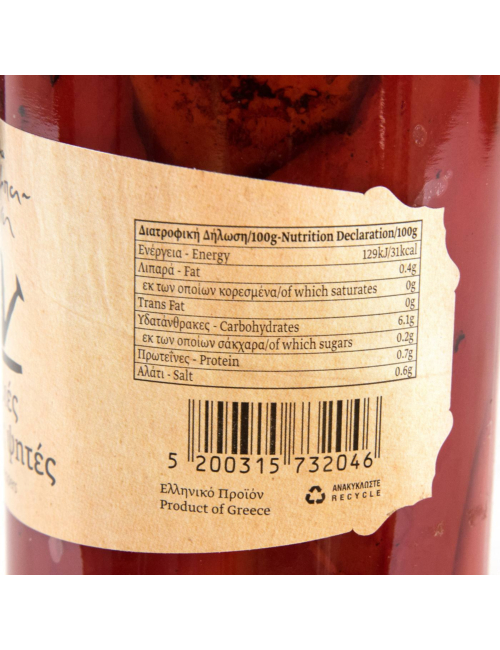 Διατροφική Δήλωση/100g-Nutrition Declaration/100g
Ενέργεια - Energy 129kJ/31kcal
Λιπαρά - Fat 0.4g
εκ των οποίων κορεσμένα/of which saturates 0g
Trans Fat 0g
Υδατάνθρακες - Carbohydrates 6.1g
εκ των οποίων σάκχαρα/of which sugars 0.2g
Πρωτεΐνες - Protein 0.7g
Αλάτι - Salt 0.6g
5 200315 732046
Ελληνικό Προϊόν
Product of Greece
ΑΝΑΚΥΚΛΩΣΤΕ
RECYCLE